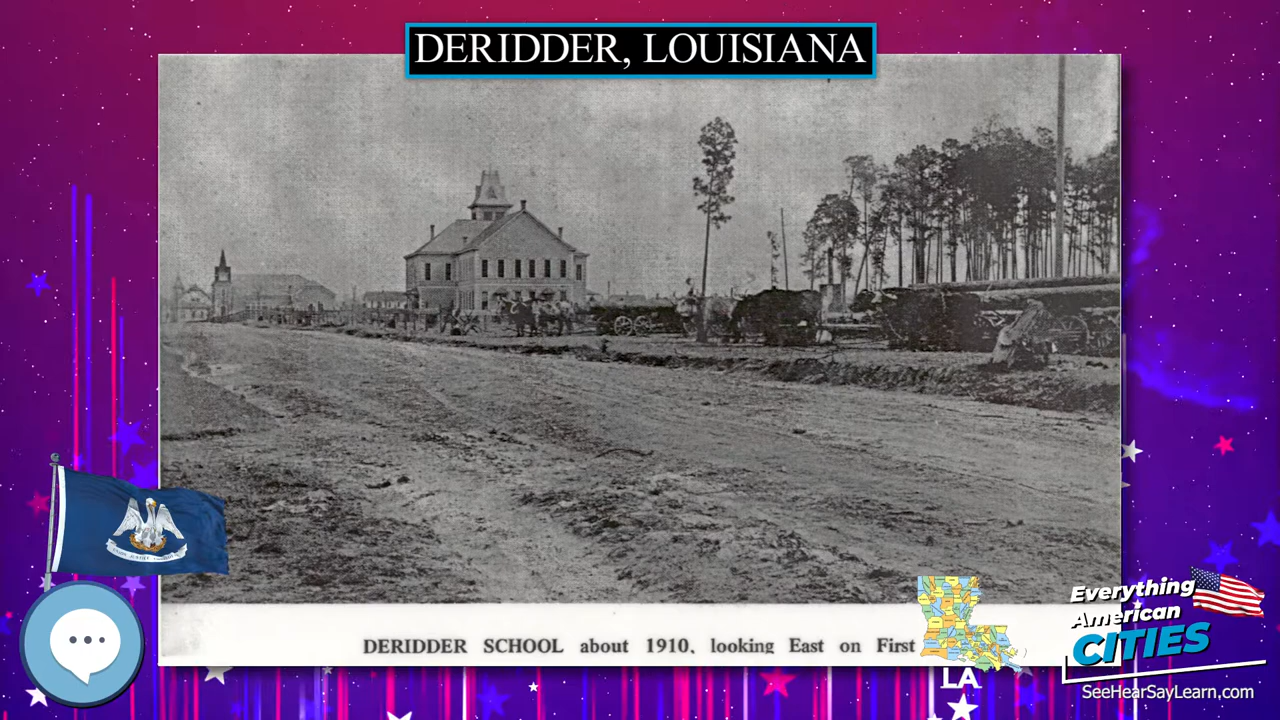 DERIDDER, LOUISIANA
DERIDDER SCHOOL about 1910, looking East on First
LA
Everything
American
CITIES
SeeHearSayLearn.com